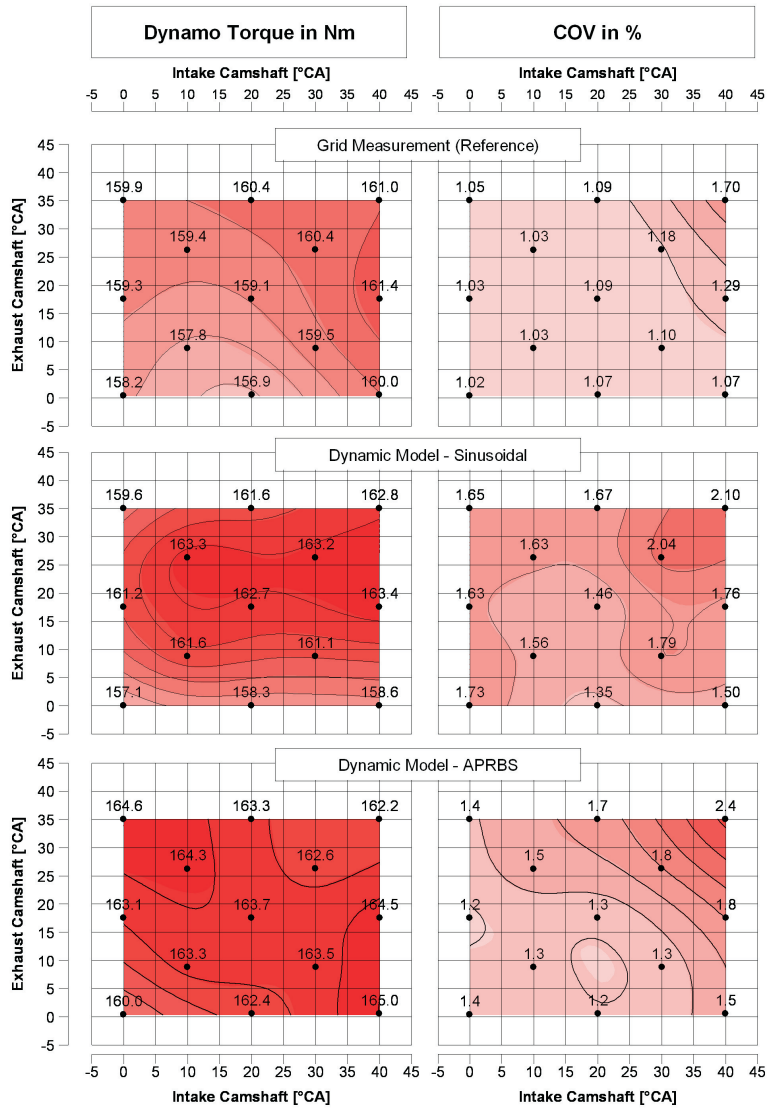 Dynamo Torque in Nm COV in %
Intake Camshaft [°CA] Intake Camshaft [°CA]
-5 0 5 10 15 20 25 30 35 40 45 -5 0 5 10 15 20 25 30 35 40 45
Grid Measurement (Reference)
Exhaust Camshaft [°CA]
45
40
35
30
25
20
15
10
5
0
-5
159.9 160.4 161.0 1.05 1.09 1.70
159.4 160.4 1.03 1.18
159.3 159.1 161.4 1.03 1.09 1.29
157.8 159.5 1.03 1.10
158.2 156.9 160.0 1.02 1.07 1.07
Dynamic Model - Sinusoidal
Exhaust Camshaft [°CA]
45
40
35
30
25
20
15
10
5
0
-5
159.6 161.6 162.8 1.65 1.67 2.10
163.3 163.2 1.63 2.04
161.2 162.7 163.4 1.63 1.46 1.76
161.6 161.1 1.56 1.79
157.1 158.3 158.6 1.73 1.35 1.50
Dynamic Model - APRBS
Exhaust Camshaft [°CA]
45
40
35
30
25
20
15
10
5
0
-5
164.6 163.3 162.2 1.4 1.7 2.4
164.3 162.6 1.5 1.8
163.1 163.7 164.5 1.2 1.3 1.8
163.3 163.5 1.3 1.3
160.0 162.4 165.0 1.4 1.2 1.5
-5 0 5 10 15 20 25 30 35 40 45 -5 0 5 10 15 20 25 30 35 40 45
Intake Camshaft [°CA] Intake Camshaft [°CA]